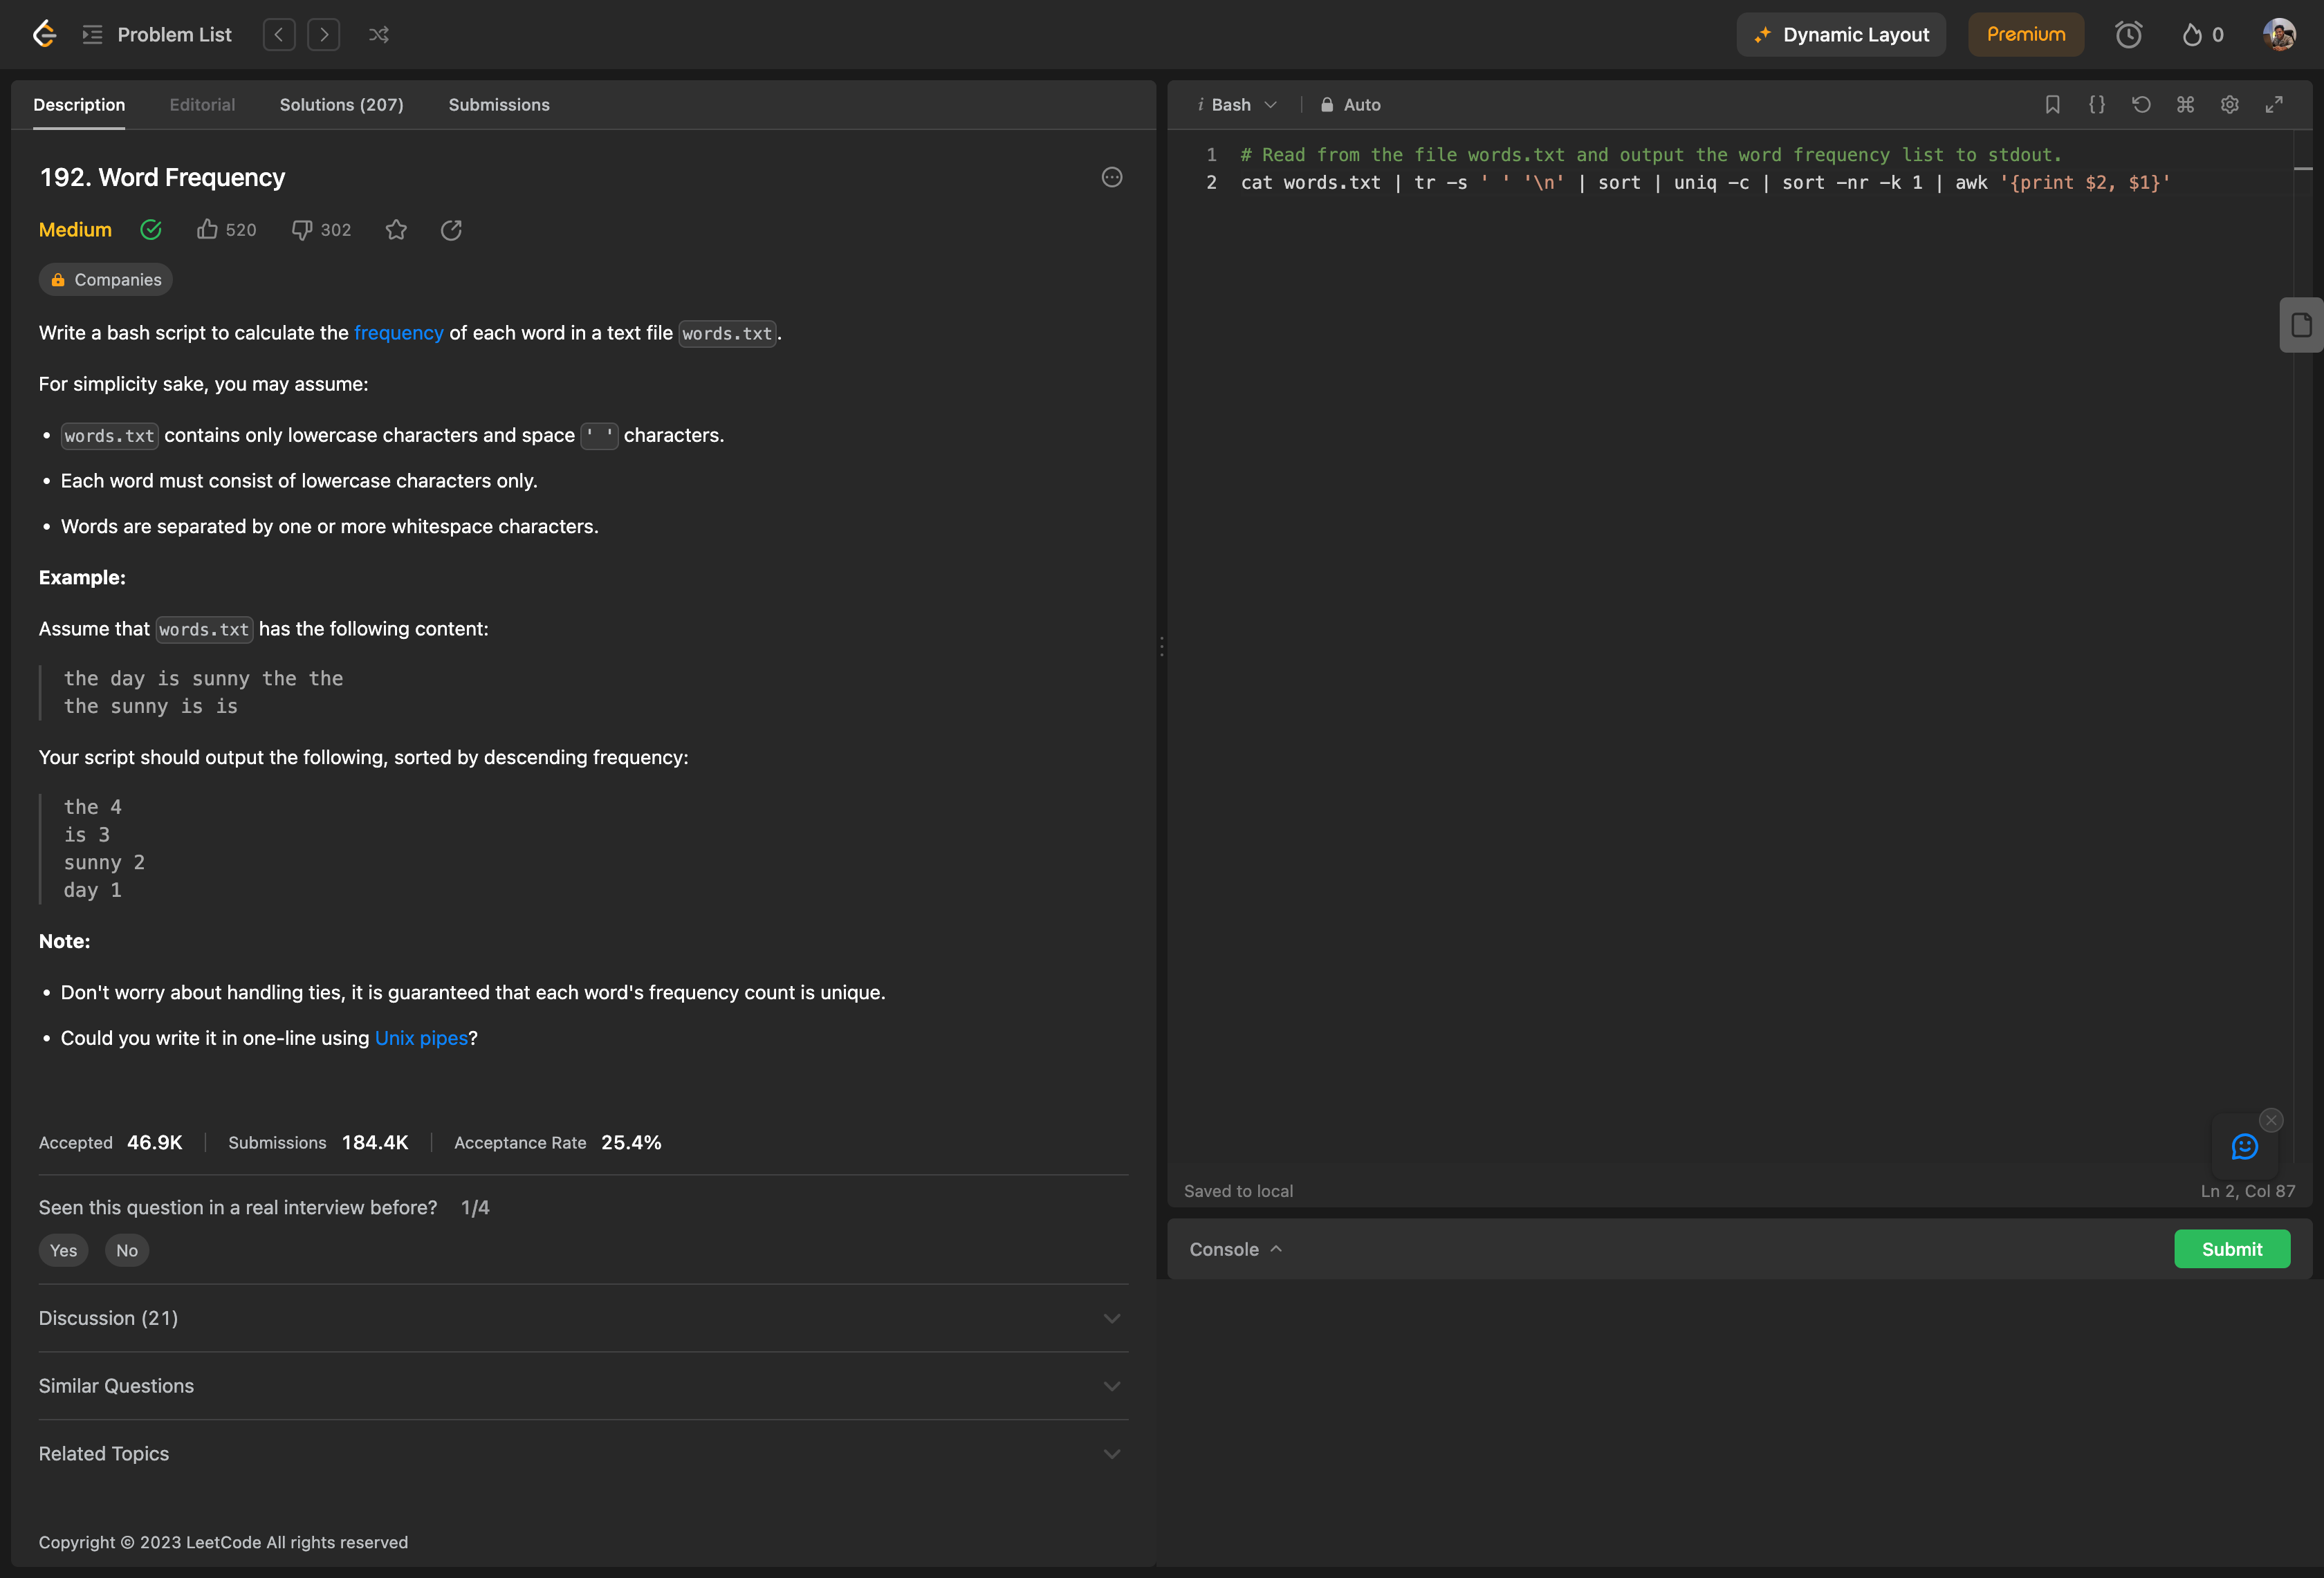 Problem List
Dynamic Layout
Premium
0
Description Editorial Solutions (207) Submissions
192. Word Frequency
Medium 520 302
Companies
Write a bash script to calculate the frequency of each word in a text file words.txt.
For simplicity sake, you may assume:
• words.txt contains only lowercase characters and space ' ' characters.
• Each word must consist of lowercase characters only.
• Words are separated by one or more whitespace characters.
Example:
Assume that words.txt has the following content:
the day is sunny the the
the sunny is is
Your script should output the following, sorted by descending frequency:
the 4
is 3
sunny 2
day 1
Note:
• Don't worry about handling ties, it is guaranteed that each word's frequency count is unique.
• Could you write it in one-line using Unix pipes?
Accepted 46.9K Submissions 184.4K Acceptance Rate 25.4%
Seen this question in a real interview before? 1/4
Yes No
Discussion (21)
Similar Questions
Related Topics
Copyright © 2023 LeetCode All rights reserved
i Bash Auto
{}
1 # Read from the file words.txt and output the word frequency list to stdout.
2 cat words.txt | tr -s ' ' '\n' | sort | uniq -c | sort -nr -k 1 | awk '{print $2, $1}'
Saved to local
Ln 2, Col 87
Console
Submit